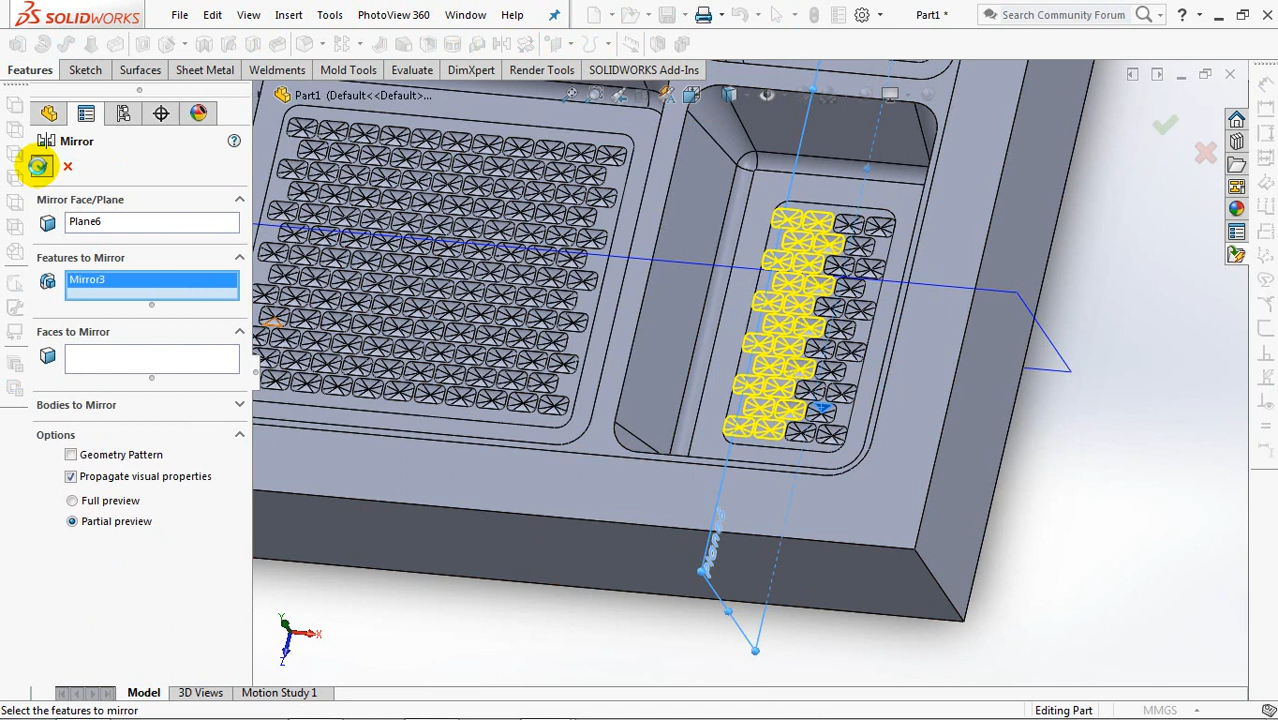 SOLIDWORKS File Edit View Insert Tools PhotoView 360 Window Help Part1 * Search Community Forum ?
Features Sketch Surfaces Sheet Metal Weldments Mold Tools Evaluate DimXpert Render Tools SOLIDWORKS Add-Ins
Part1 (Default<<Default>...
Mirror
Mirror Face/Plane
Plane6
Features to Mirror
Mirror3
Faces to Mirror
Bodies to Mirror
Options
Geometry Pattern
Propagate visual properties
Full preview
Partial preview
Y
X
Z
Model 3D Views Motion Study 1
Select the features to mirror Editing Part MMGS